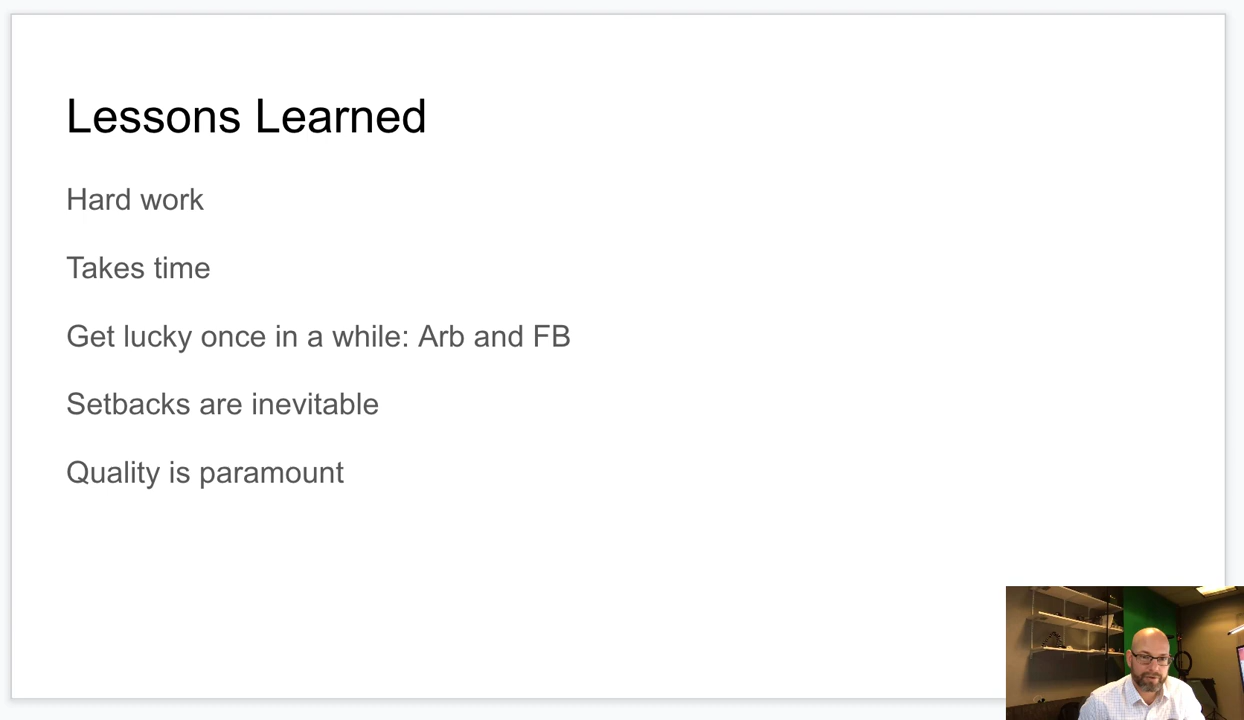 Lessons Learned
Hard work
Takes time
Get lucky once in a while: Arb and FB
Setbacks are inevitable
Quality is paramount